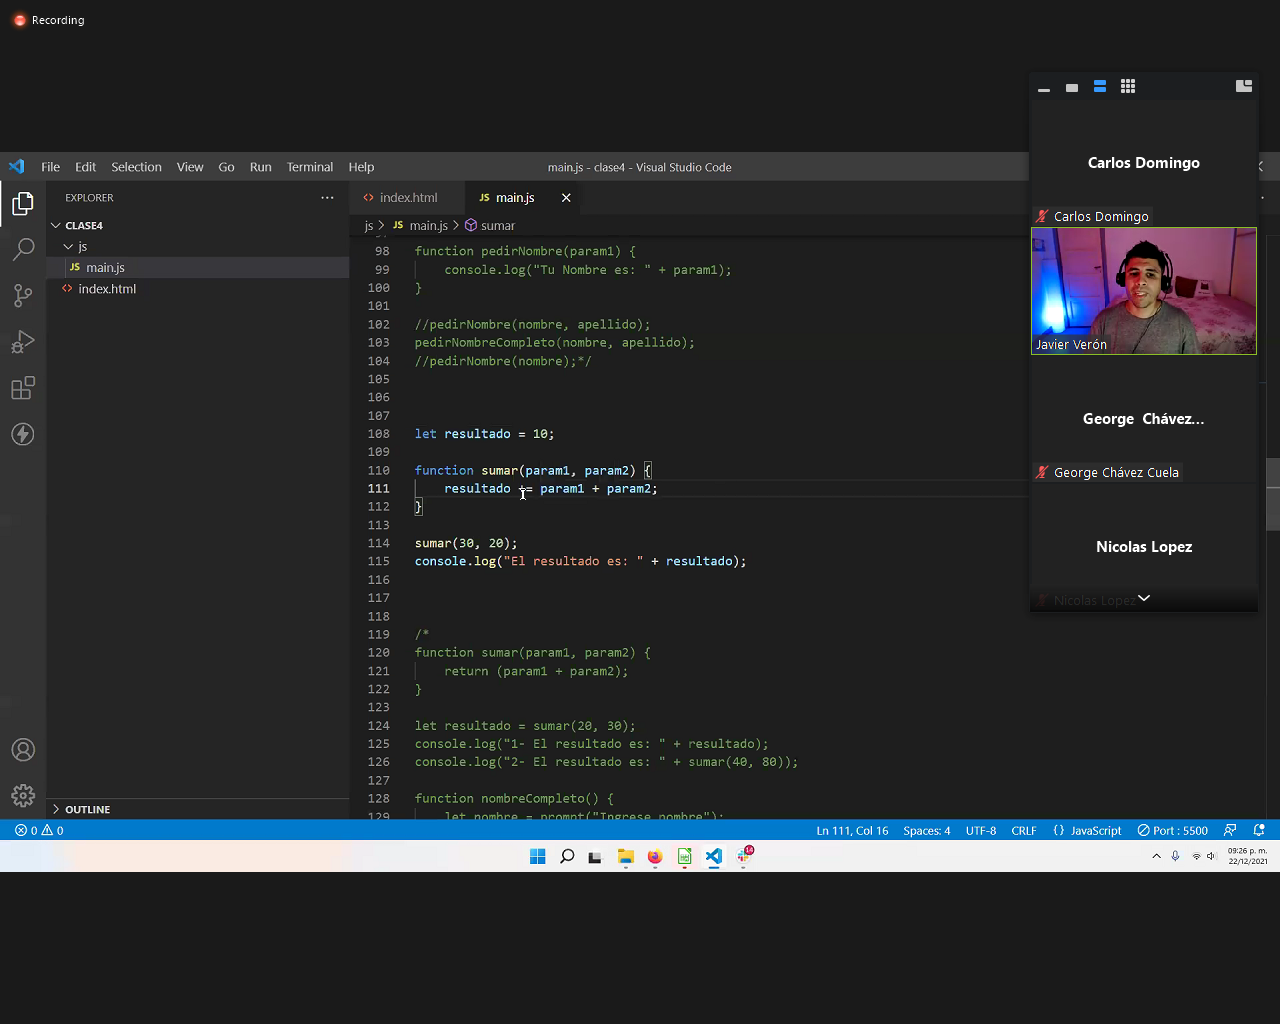 Recording
File Edit Selection View Go Run Terminal Help
main.js - clase4 - Visual Studio Code
EXPLORER
CLASE4
js
JS main.js
index.html
OUTLINE
index.html
JS main.js
js > JS main.js > sumar
98 function pedirNombre(param1) {
99 console.log("Tu Nombre es: " + param1);
100 }
101
102 //pedirNombre(nombre, apellido);
103 pedirNombreCompleto(nombre, apellido);
104 //pedirNombre(nombre);*/
105
106
107
108 let resultado = 10;
109
110 function sumar(param1, param2) {
111 resultado += param1 + param2;
112 }
113
114 sumar(30, 20);
115 console.log("El resultado es: " + resultado);
116
117
118
119 /*
120 function sumar(param1, param2) {
121 return (param1 + param2);
122 }
123
124 let resultado = sumar(20, 30);
125 console.log("1- El resultado es: " + resultado);
126 console.log("2- El resultado es: " + sumar(40, 80));
127
128 function nombreCompleto() {
129 let nombre = prompt("Ingrese nombre");
Carlos Domingo
Carlos Domingo
Javier Verón
George Chávez...
George Chávez Cuela
Nicolas Lopez
Nicolas Lopez
0 0
Ln 111, Col 16 Spaces: 4 UTF-8 CRLF {} JavaScript Port : 5500
14
09:26 p. m.
22/12/2021